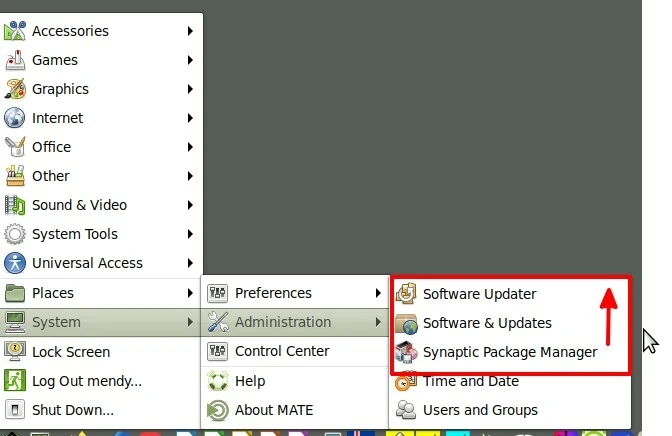 Accessories
Games
Graphics
Internet
Office
Other
Sound & Video
System Tools
Universal Access
Places
System
Lock Screen
Log Out mendy...
Shut Down...
Preferences
Administration
Control Center
Help
About MATE
Software Updater
Software & Updates
Synaptic Package Manager
Time and Date
Users and Groups